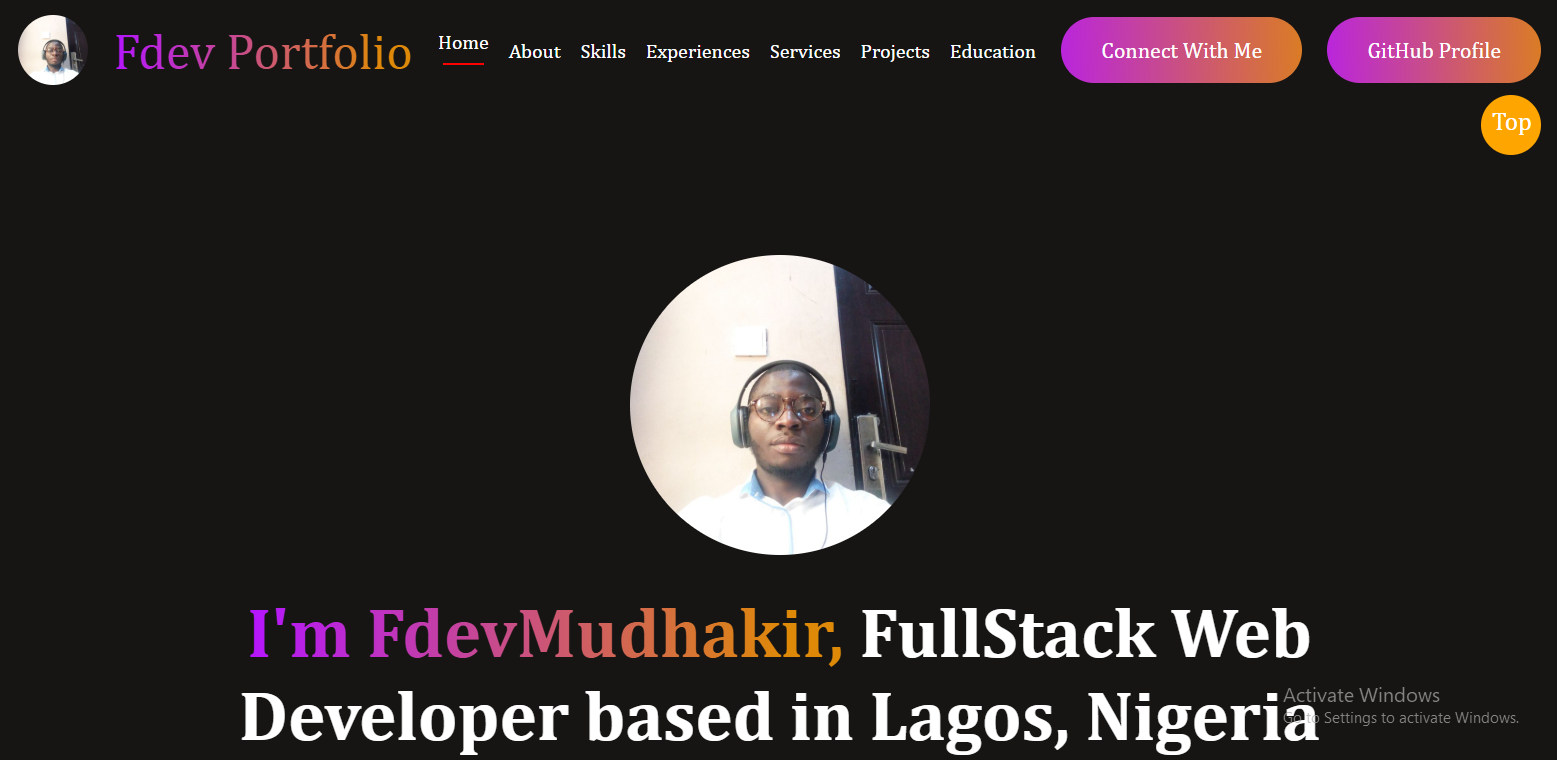 Fdev Portfolio
Home
About
Skills
Experiences
Services
Projects
Education
Connect With Me
GitHub Profile
Top
I'm FdevMudhakir, FullStack Web
Developer based in Lagos, Nigeria
Activate Windows
Go to Settings to activate Windows.